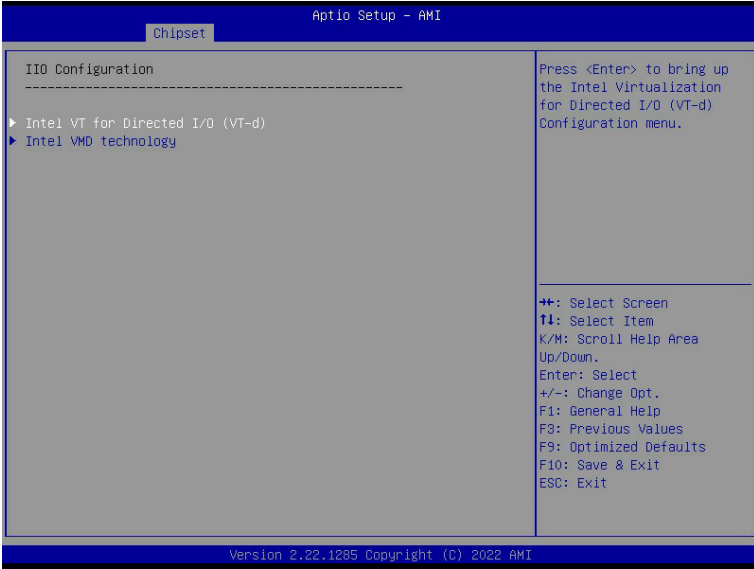 Aptio Setup - AMI
Chipset
IIO Configuration
--------------------------------------------------
Intel VT for Directed I/O (VT-d)
Intel VMD technology
Press <Enter> to bring up
the Intel Virtualization
for Directed I/O (VT-d)
Configuration menu.
→←: Select Screen
↑↓: Select Item
K/M: Scroll Help Area
Up/Down.
Enter: Select
+/-: Change Opt.
F1: General Help
F3: Previous Values
F9: Optimized Defaults
F10: Save & Exit
ESC: Exit
Version 2.22.1285 Copyright (C) 2022 AMI